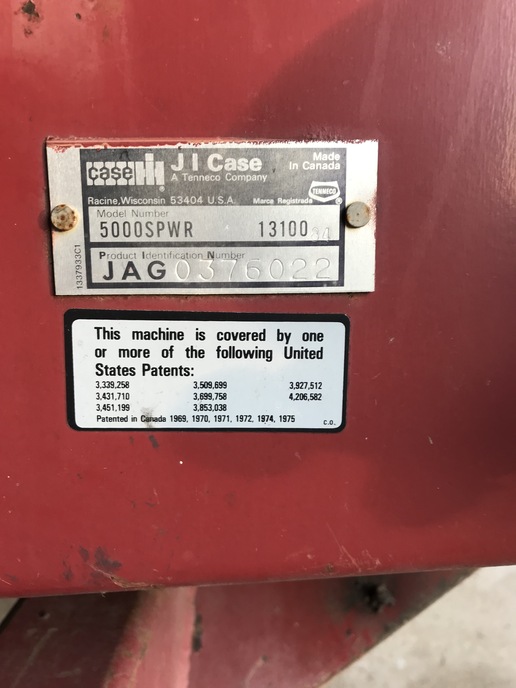 case IH
J I Case
Made
in Canada
A Tenneco Company
TENNECO
Racine, Wisconsin 53404 U.S.A. Marca Registrada
Model Number
5000SPWR 13100
Product Identification Number
JAG0376022
1337933C1
This machine is covered by one
or more of the following United
States Patents:
3,339,258 3,509,699 3,927,512
3,431,710 3,699,758 4,206,582
3,451,199 3,853,038
Patented in Canada 1969, 1970, 1971, 1972, 1974, 1975 C.O.